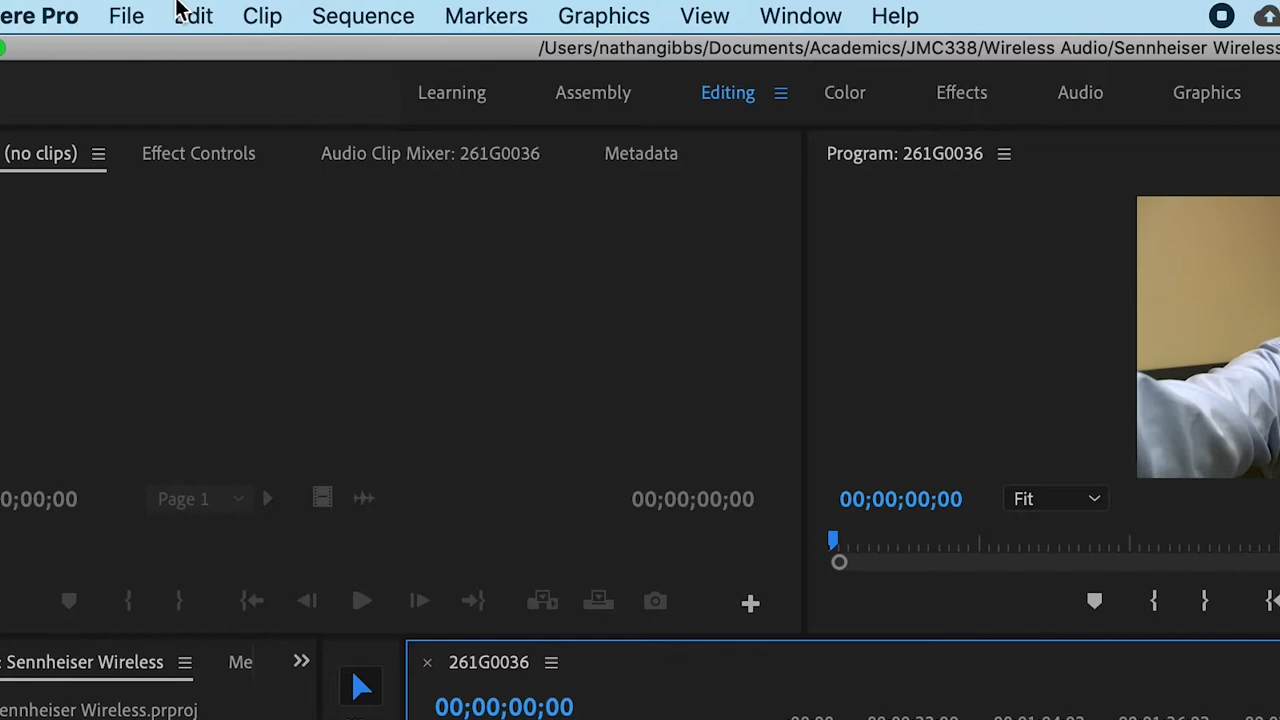 ere Pro File Edit Clip Sequence Markers Graphics View Window Help
/Users/nathangibbs/Documents/Academics/JMC338/Wireless Audio/Sennheiser Wireless
Learning Assembly Editing Color Effects Audio Graphics
(no clips) Effect Controls Audio Clip Mixer: 261G0036 Metadata Program: 261G0036
0;00;00 Page 1 00;00;00;00 00;00;00;00 Fit
: Sennheiser Wireless Me 261G0036
ennheiser Wireless.prproj 00;00;00;00